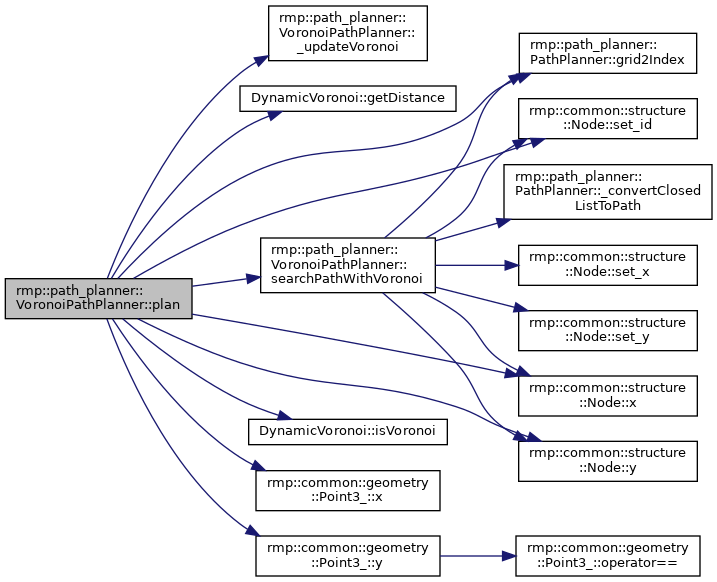 rmp::path_planner::
VoronoiPathPlanner::plan
rmp::path_planner::
VoronoiPathPlanner::
_updateVoronoi
DynamicVoronoi::getDistance
rmp::path_planner::
VoronoiPathPlanner::
searchPathWithVoronoi
DynamicVoronoi::isVoronoi
rmp::common::geometry
::Point3_::x
rmp::common::geometry
::Point3_::y
rmp::path_planner::
PathPlanner::grid2Index
rmp::common::structure
::Node::set_id
rmp::path_planner::
PathPlanner::_convertClosed
ListToPath
rmp::common::structure
::Node::set_x
rmp::common::structure
::Node::set_y
rmp::common::structure
::Node::x
rmp::common::structure
::Node::y
rmp::common::geometry
::Point3_::operator==